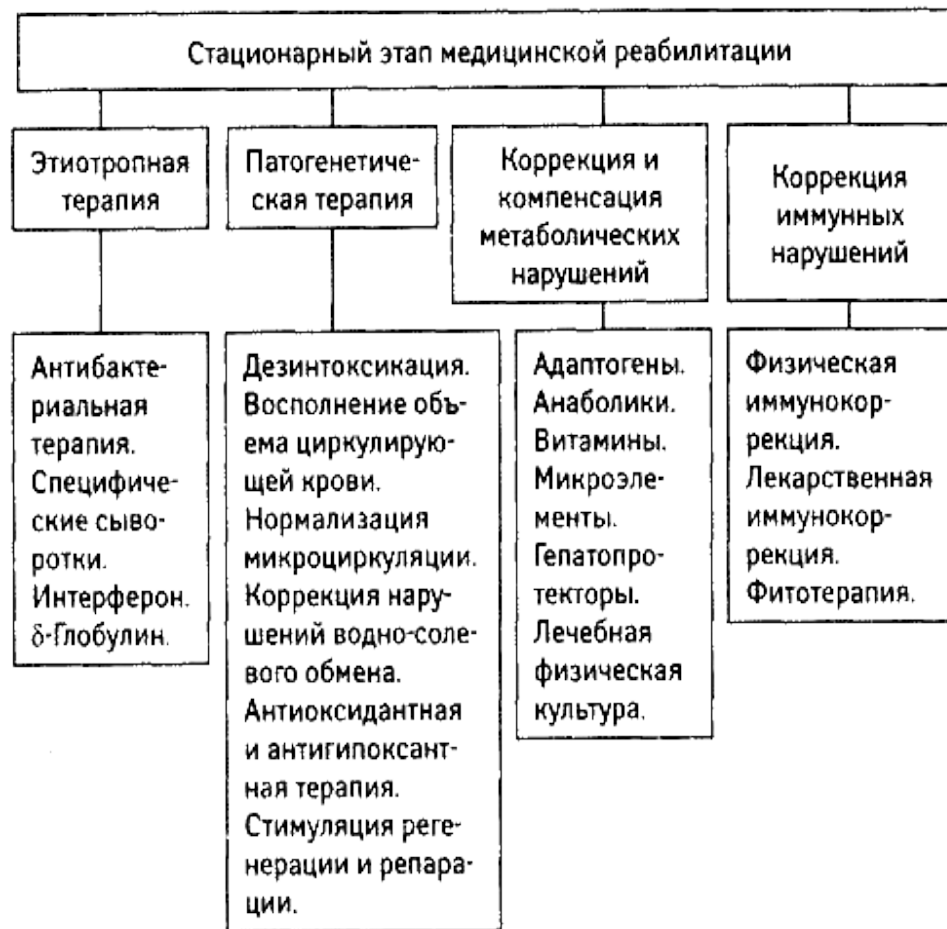 Стационарный этап медицинской реабилитации
Этиотропная
терапия
Патогенетиче-
ская терапия
Коррекция и
компенсация
метаболических
нарушений
Коррекция
иммунных
нарушений
Антибакте-
риальная
терапия.
Специфиче-
ские сыво-
ротки.
Интерферон.
δ-Глобулин.
Дезинтоксикация.
Восполнение объ-
ема циркулирую-
щей крови.
Нормализация
микроциркуляции.
Коррекция нару-
шений водно-соле-
вого обмена.
Антиоксидантная
и антигипоксант-
ная терапия.
Стимуляция реге-
нерации и репара-
ции.
Адаптогены.
Анаболики.
Витамины.
Микроэле-
менты.
Гепатопро-
текторы.
Лечебная
физическая
культура.
Физическая
иммунокор-
рекция.
Лекарственная
иммунокор-
рекция.
Фитотерапия.